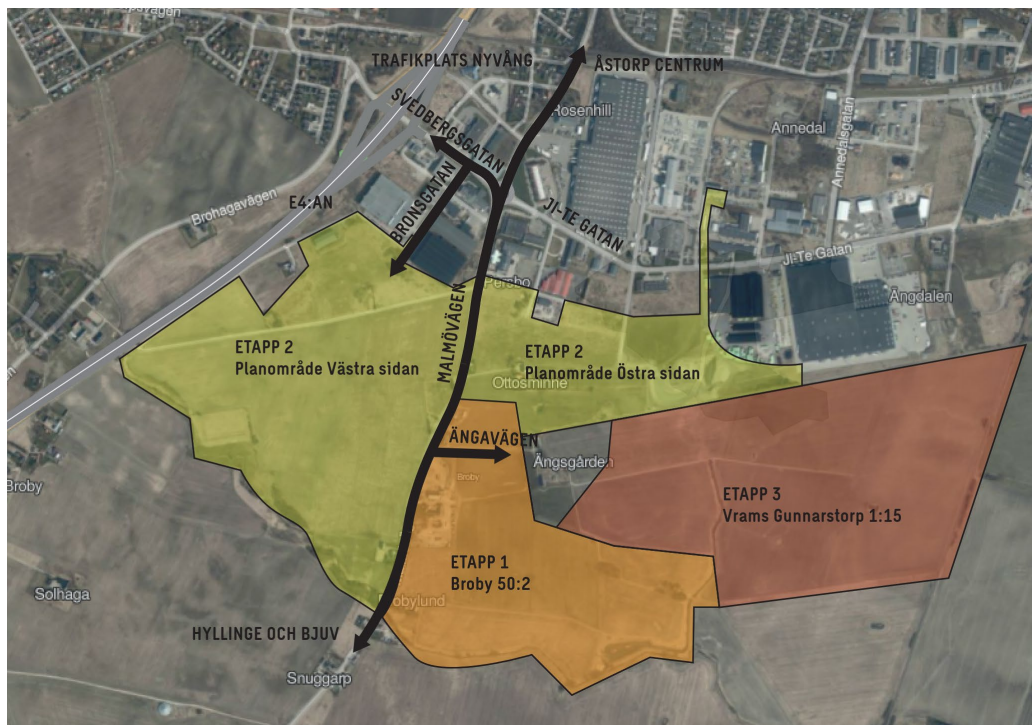 TRAFIKPLATS NYVÅNG
ÅSTORP CENTRUM
SVEDBERGSGATAN
Rosenhill
Annedal
Annedalsgatan
BRONSGATAN
E4:AN
Brohagavägen
JI-TE GATAN
Ji-Te Gatan
Persbo
Ängdalen
MALMÖVÄGEN
ETAPP 2
Planområde Västra sidan
ETAPP 2
Planområde Östra sidan
Ottosminne
ÄNGAVÄGEN
Ängsgården
Broby
Broby
ETAPP 3
Vrams Gunnarstorp 1:15
ETAPP 1
Broby 50:2
Solhaga
Brobylund
HYLLINGE OCH BJUV
Snuggarp